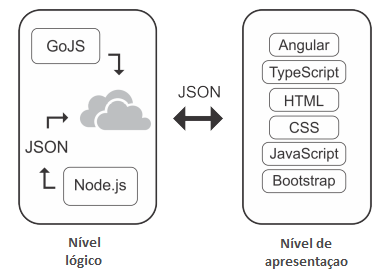 GoJS
JSON
Node.js
Nível
lógico
JSON
Angular
TypeScript
HTML
CSS
JavaScript
Bootstrap
Nível de
apresentaçao